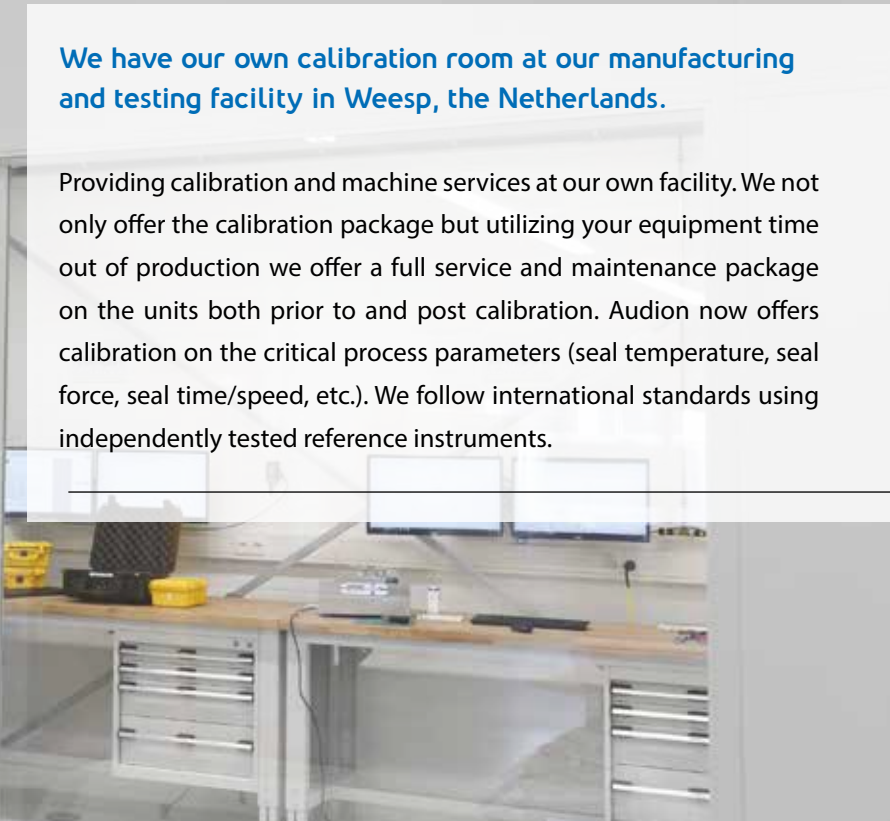 We have our own calibration room at our manufacturing
and testing facility in Weesp, the Netherlands.
Providing calibration and machine services at our own facility. We not
only offer the calibration package but utilizing your equipment time
out of production we offer a full service and maintenance package
on the units both prior to and post calibration. Audion now offers
calibration on the critical process parameters (seal temperature, seal
force, seal time/speed, etc.). We follow international standards using
independently tested reference instruments.